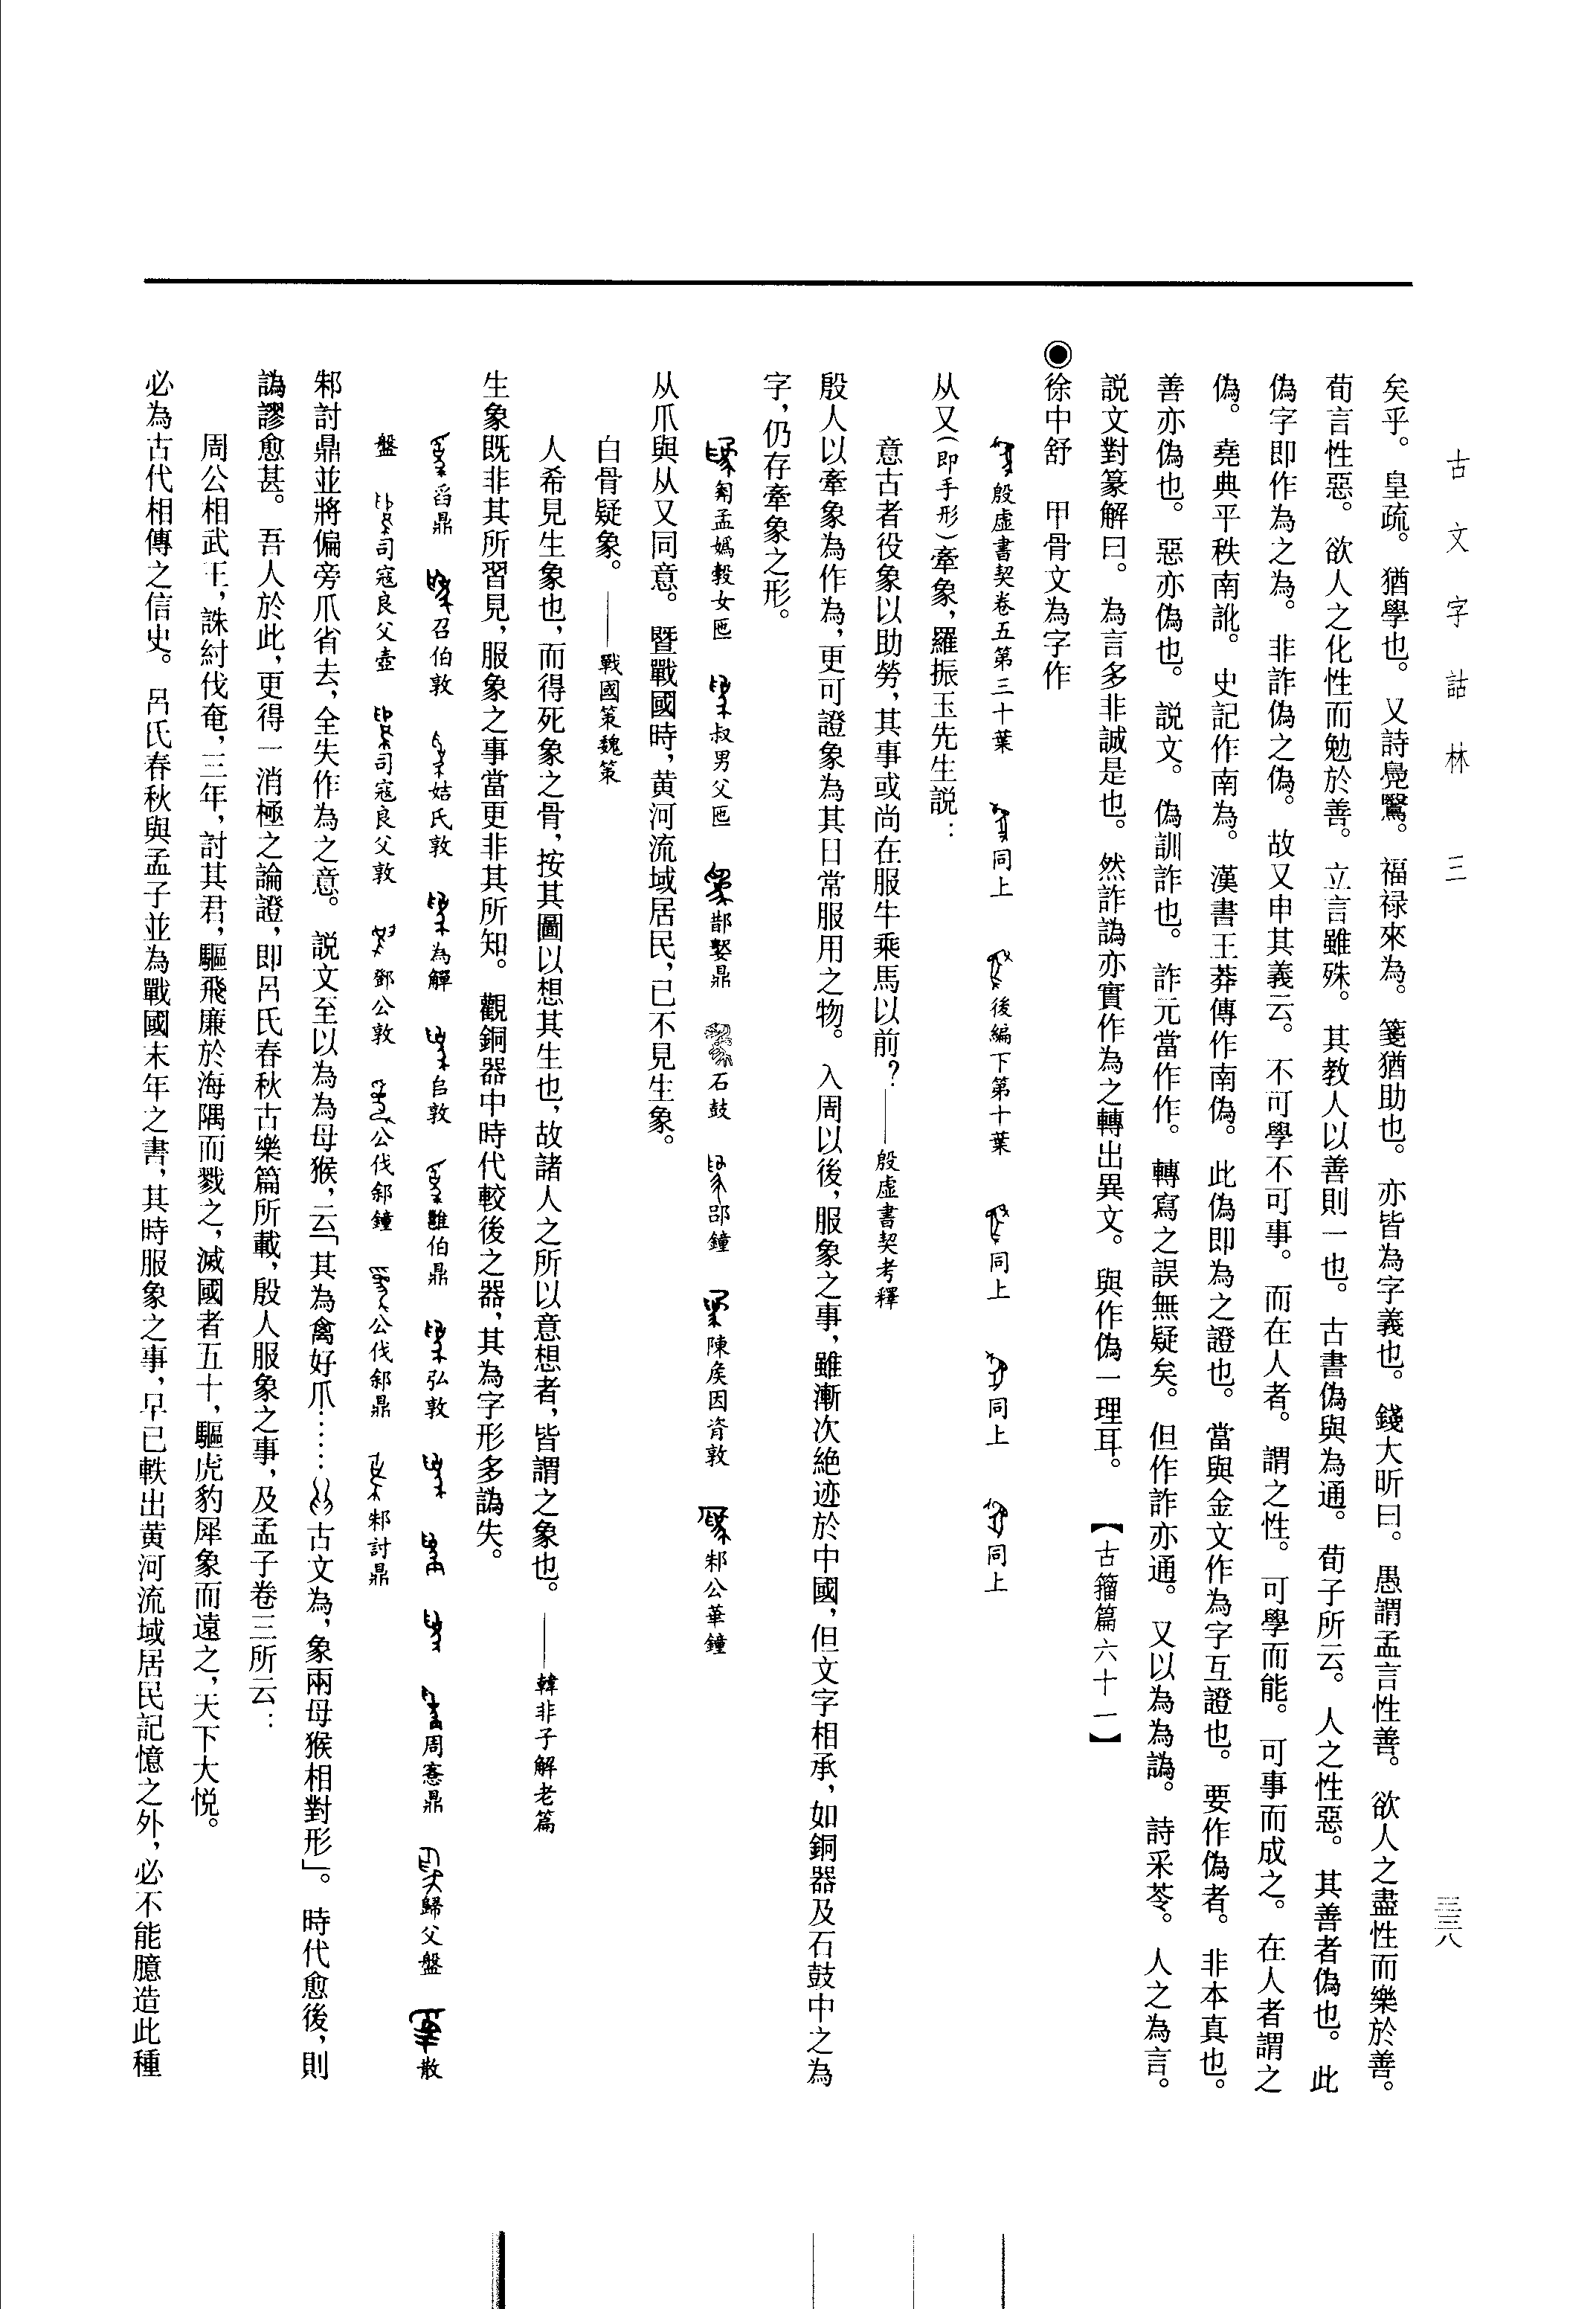 古文字詁林 三
三三八
矣乎。皇疏。猶學也。又詩鳧鷖。福禄來為。箋猶助也。亦皆為字義也。錢大昕曰。愚謂孟言性善。欲人之盡性而樂於善。
荀言性惡。欲人之化性而勉於善。立言雖殊。其教人以善則一也。古書偽與為通。荀子所云。人之性惡。其善者偽也。此
偽字即作為之為。非詐偽之偽。故又申其義云。不可學不可事。而在人者。謂之性。可學而能。可事而成之。在人者謂之
偽。堯典平秩南訛。史記作南為。漢書王莽傳作南偽。此偽即為之證也。當與金文作為字互證也。要作偽者。非本真也。
善亦偽也。惡亦偽也。説文。偽訓詐也。詐元當作作。轉寫之誤無疑矣。但作詐亦通。又以為為譌。詩采苓。人之為言。
説文對篆解曰。為言多非誠是也。然詐譌亦實作為之轉出異文。與作偽一理耳。【古籀篇六十一】
◉徐中舒 甲骨文為字作
殷虛書契卷五第三十葉 同上 後編下第十葉 同上 同上 同上
从又(即手形)牽象,羅振玉先生説:
意古者役象以助勞,其事或尚在服牛乘馬以前?——殷虛書契考釋
殷人以牽象為作為,更可證象為其日常服用之物。入周以後,服象之事,雖漸次絶迹於中國,但文字相承,如銅器及石鼓中之為
字,仍存牽象之形。
孟嬀女匜 叔男父匜 鼎 石鼓 邵鐘 陳矦因𬱖敦 邾公華鐘
从爪與从又同意。暨戰國時,黄河流域居民,已不見生象。
白骨疑象。——戰國策魏策
人希見生象也,而得死象之骨,按其圖以想其生也,故諸人之所以意想者,皆謂之象也。——韓非子解老篇
生象既非其所習見,服象之事當更非其所知。觀銅器中時代較後之器,其為字形多譌失。
舀鼎 召伯敦 姞氏敦 為觶 𠂤敦 雝伯鼎 弘敦 周㦰鼎 歸父盤 散
盤 司寇良父壺 司寇良父敦 鄧公敦 公伐郐鐘 公伐郐鼎 邾討鼎
邾討鼎並將偏旁爪省去,全失作為之意。説文至以為為母猴,云「其為禽好爪……古文為,象兩母猴相對形」。時代愈後,則
譌謬愈甚。吾人於此,更得一消極之論證,即呂氏春秋古樂篇所載,殷人服象之事,及孟子卷三所云:
周公相武王,誅紂伐奄,三年,討其君,驅飛廉於海隅而戮之,滅國者五十,驅虎豹犀象而遠之,天下大悦。
必為古代相傳之信史。呂氏春秋與孟子並為戰國末年之書,其時服象之事,早已軼出黄河流域居民記憶之外,必不能臆造此種